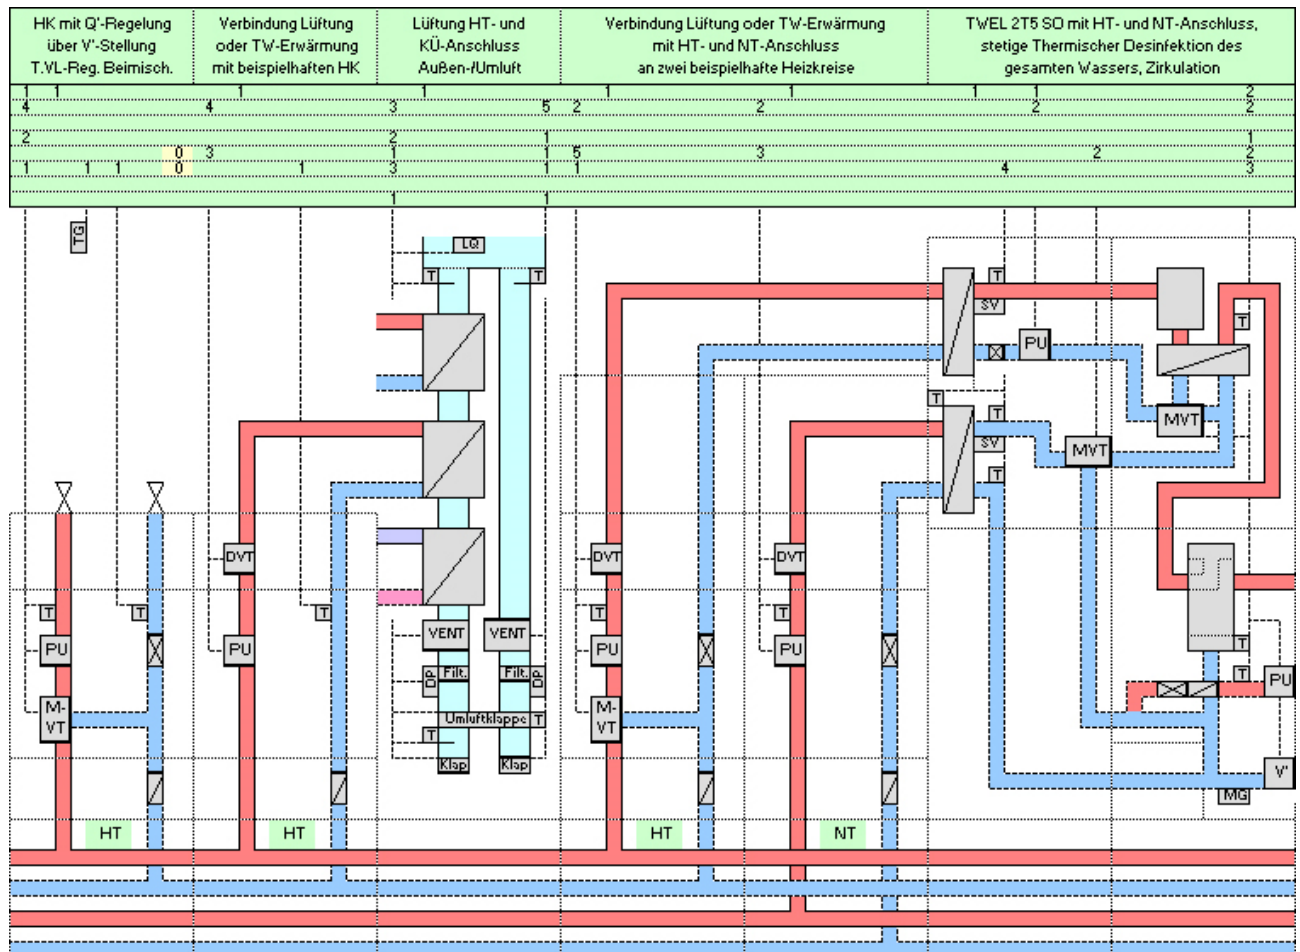 HK mit Q'-Regelung
über V'-Stellung
T.VL-Reg. Beimisch.
Verbindung Lüftung
oder TW-Erwärmung
mit beispielhaften HK
Lüftung HT- und
KÜ-Anschluss
Außen-/Umluft
Verbindung Lüftung oder TW-Erwärmung
mit HT- und NT-Anschluss
an zwei beispielhafte Heizkreise
TWEL 2T5 SO mit HT- und NT-Anschluss,
stetige Thermischer Desinfektion des
gesamten Wassers, Zirkulation
1 1 1 1 1 1 1 2
4 4 3 5 2 2 2 2
2 2 1 1
0 3 1 1 5 3 2 2
1 1 1 0 1 3 1 1 4 3
1 1
TG
LQ
T T
T
SV
PU
T
MVT
T
T
SV
MVT
T
DVT
DVT
DVT
T
T
T
T
T
PU
PU
VENT
VENT
PU
PU
T
DP
Filt.
Filt.
DP
T
PU
M-
VT
Umluftklappe
T
M-
VT
T
Klap
Klap
V'
MG
HT
HT
HT
NT